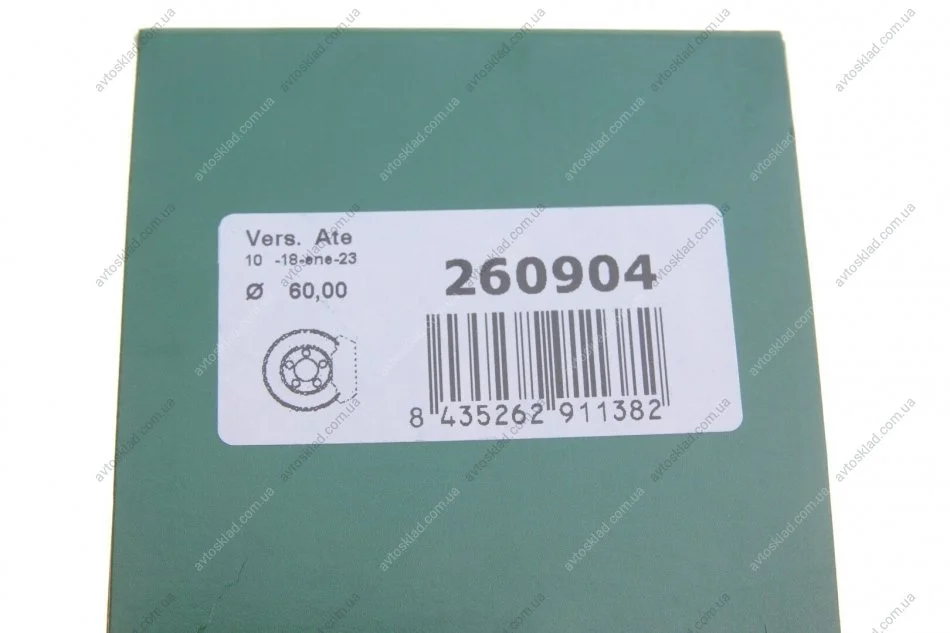 Vers. Ate
10 -18-ene-23
Ø 60,00
260904
8 435262 911382
avtosklad.com.ua